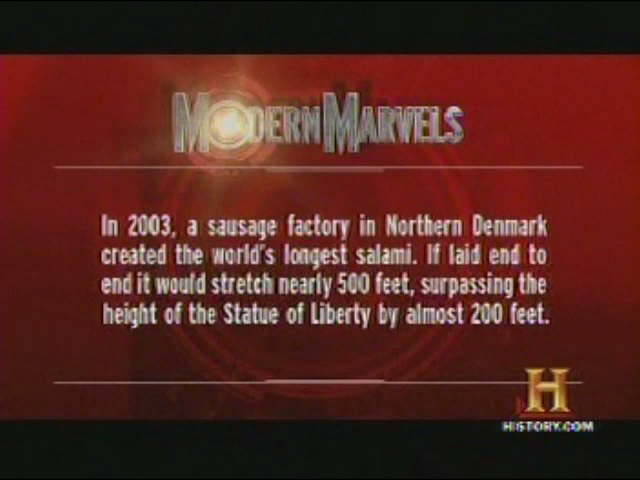 MODERN MARVELS
In 2003, a sausage factory in Northern Denmark
created the world's longest salami. If laid end to
end it would stretch nearly 500 feet, surpassing the
height of the Statue of Liberty by almost 200 feet.
H
HISTORY.COM